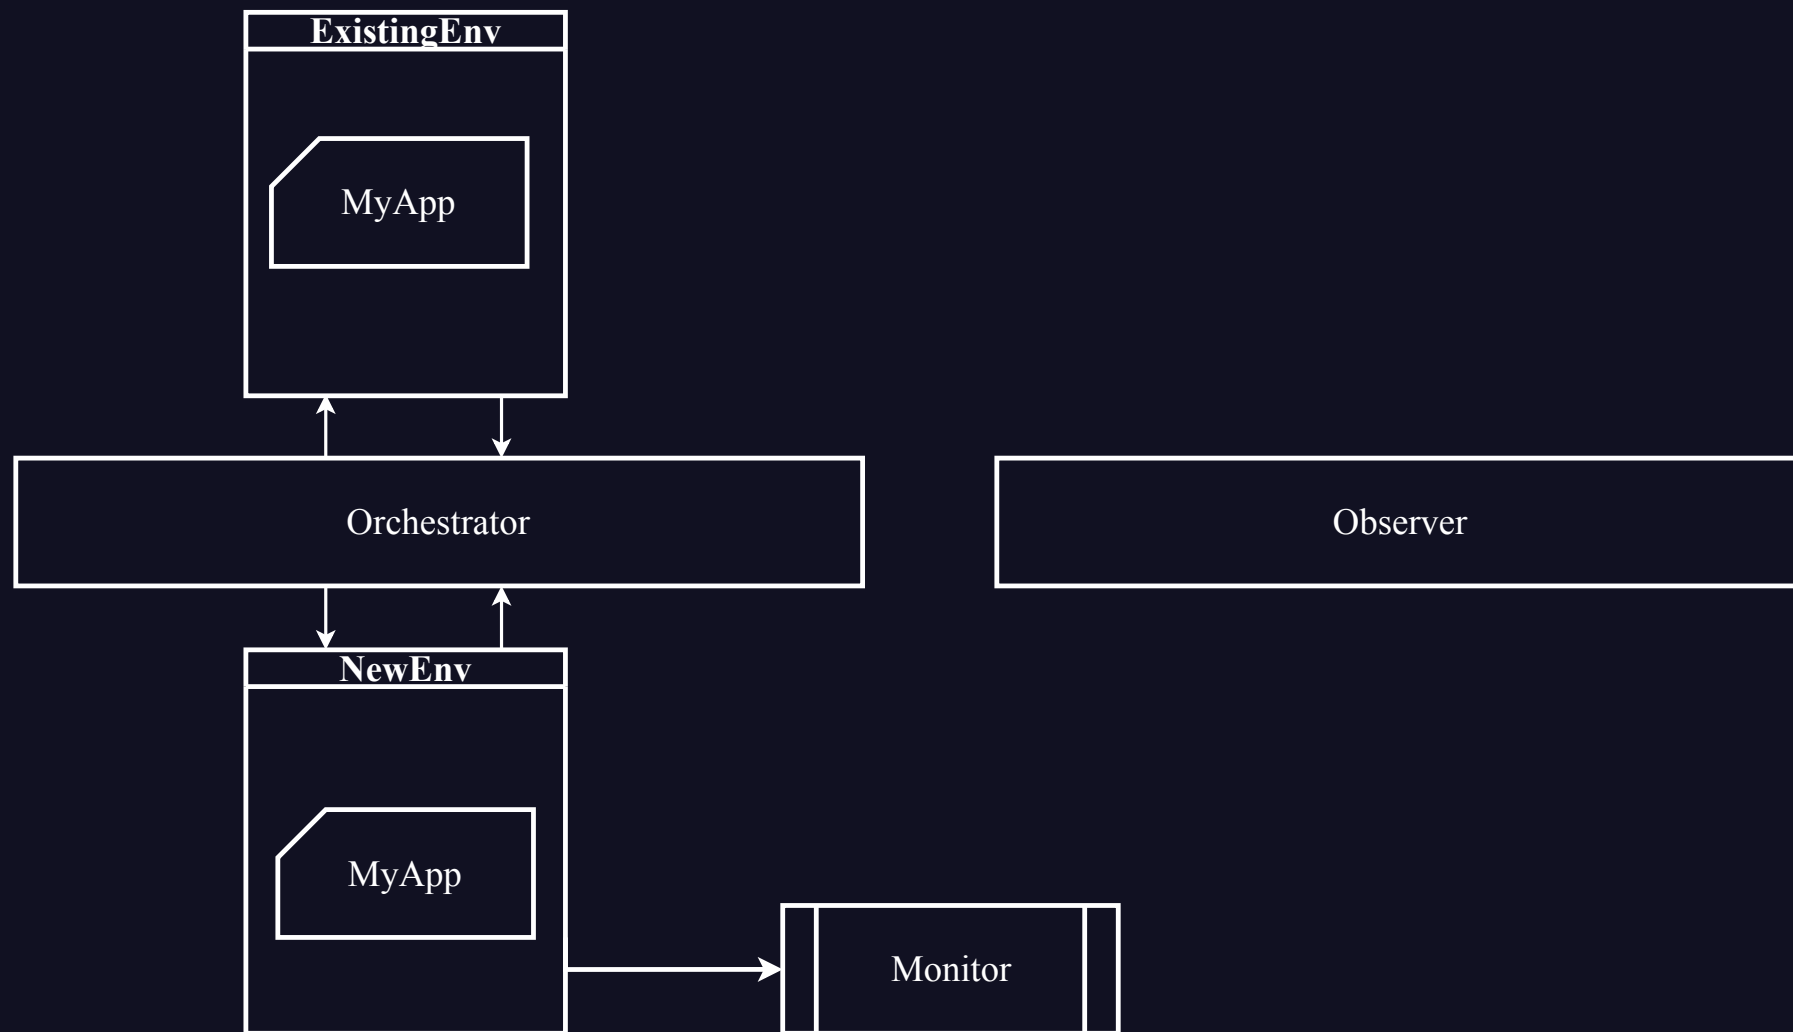 ExistingEnv
MyApp
Orchestrator
Observer
NewEnv
MyApp
Monitor